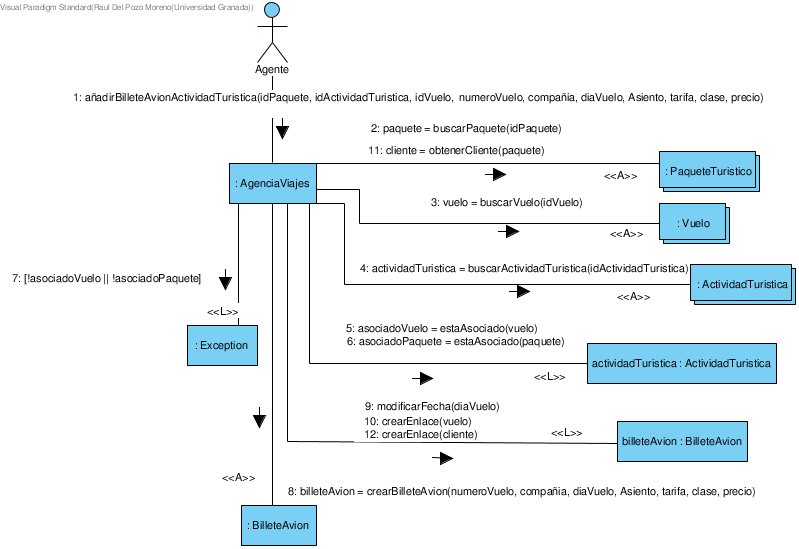 Visual Paradigm Standard(Raul Del Pozo Moreno(Universidad Granada))
Agente
1: añadirBilleteAvionActividadTuristica(idPaquete, idActividadTuristica, idVuelo, numeroVuelo, compañia, diaVuelo, Asiento, tarifa, clase, precio)
2: paquete = buscarPaquete(idPaquete)
11: cliente = obtenerCliente(paquete)
<<A>>
: PaqueteTuristico
: AgenciaViajes
3: vuelo = buscarVuelo(idVuelo)
<<A>>
: Vuelo
4: actividadTuristica = buscarActividadTuristica(idActividadTuristica)
<<A>>
: ActividadTuristica
7: [!asociadoVuelo || !asociadoPaquete]
<<L>>
: Exception
5: asociadoVuelo = estaAsociado(vuelo)
6: asociadoPaquete = estaAsociado(paquete)
<<L>>
actividadTuristica : ActividadTuristica
9: modificarFecha(diaVuelo)
10: crearEnlace(vuelo)
12: crearEnlace(cliente)
<<L>>
billeteAvion : BilleteAvion
<<A>>
8: billeteAvion = crearBilleteAvion(numeroVuelo, compañia, diaVuelo, Asiento, tarifa, clase, precio)
: BilleteAvion